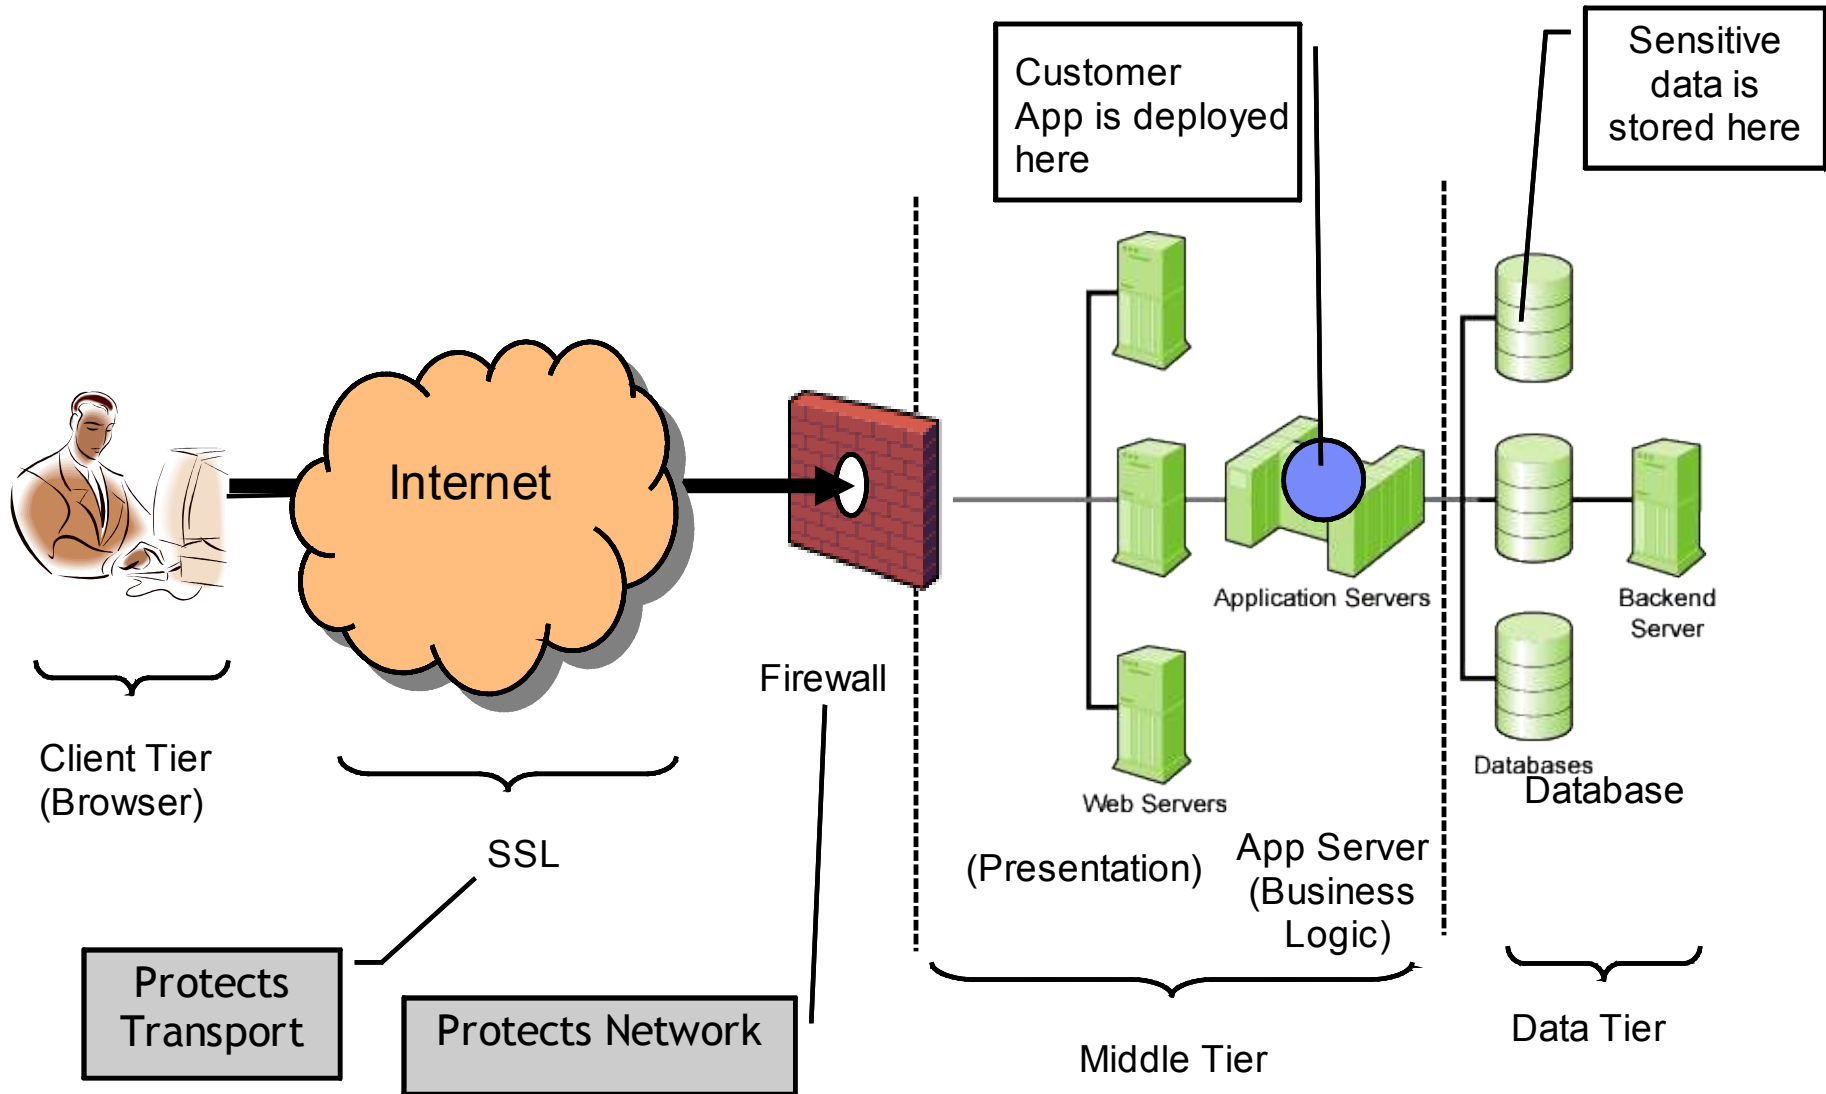 Customer
App is deployed
here
Sensitive
data is
stored here
Internet
Application Servers
Backend
Server
Firewall
Client Tier
(Browser)
Databases
Database
Web Servers
SSL
(Presentation)
App Server
(Business
Logic)
Protects
Transport
Protects Network
Middle Tier
Data Tier